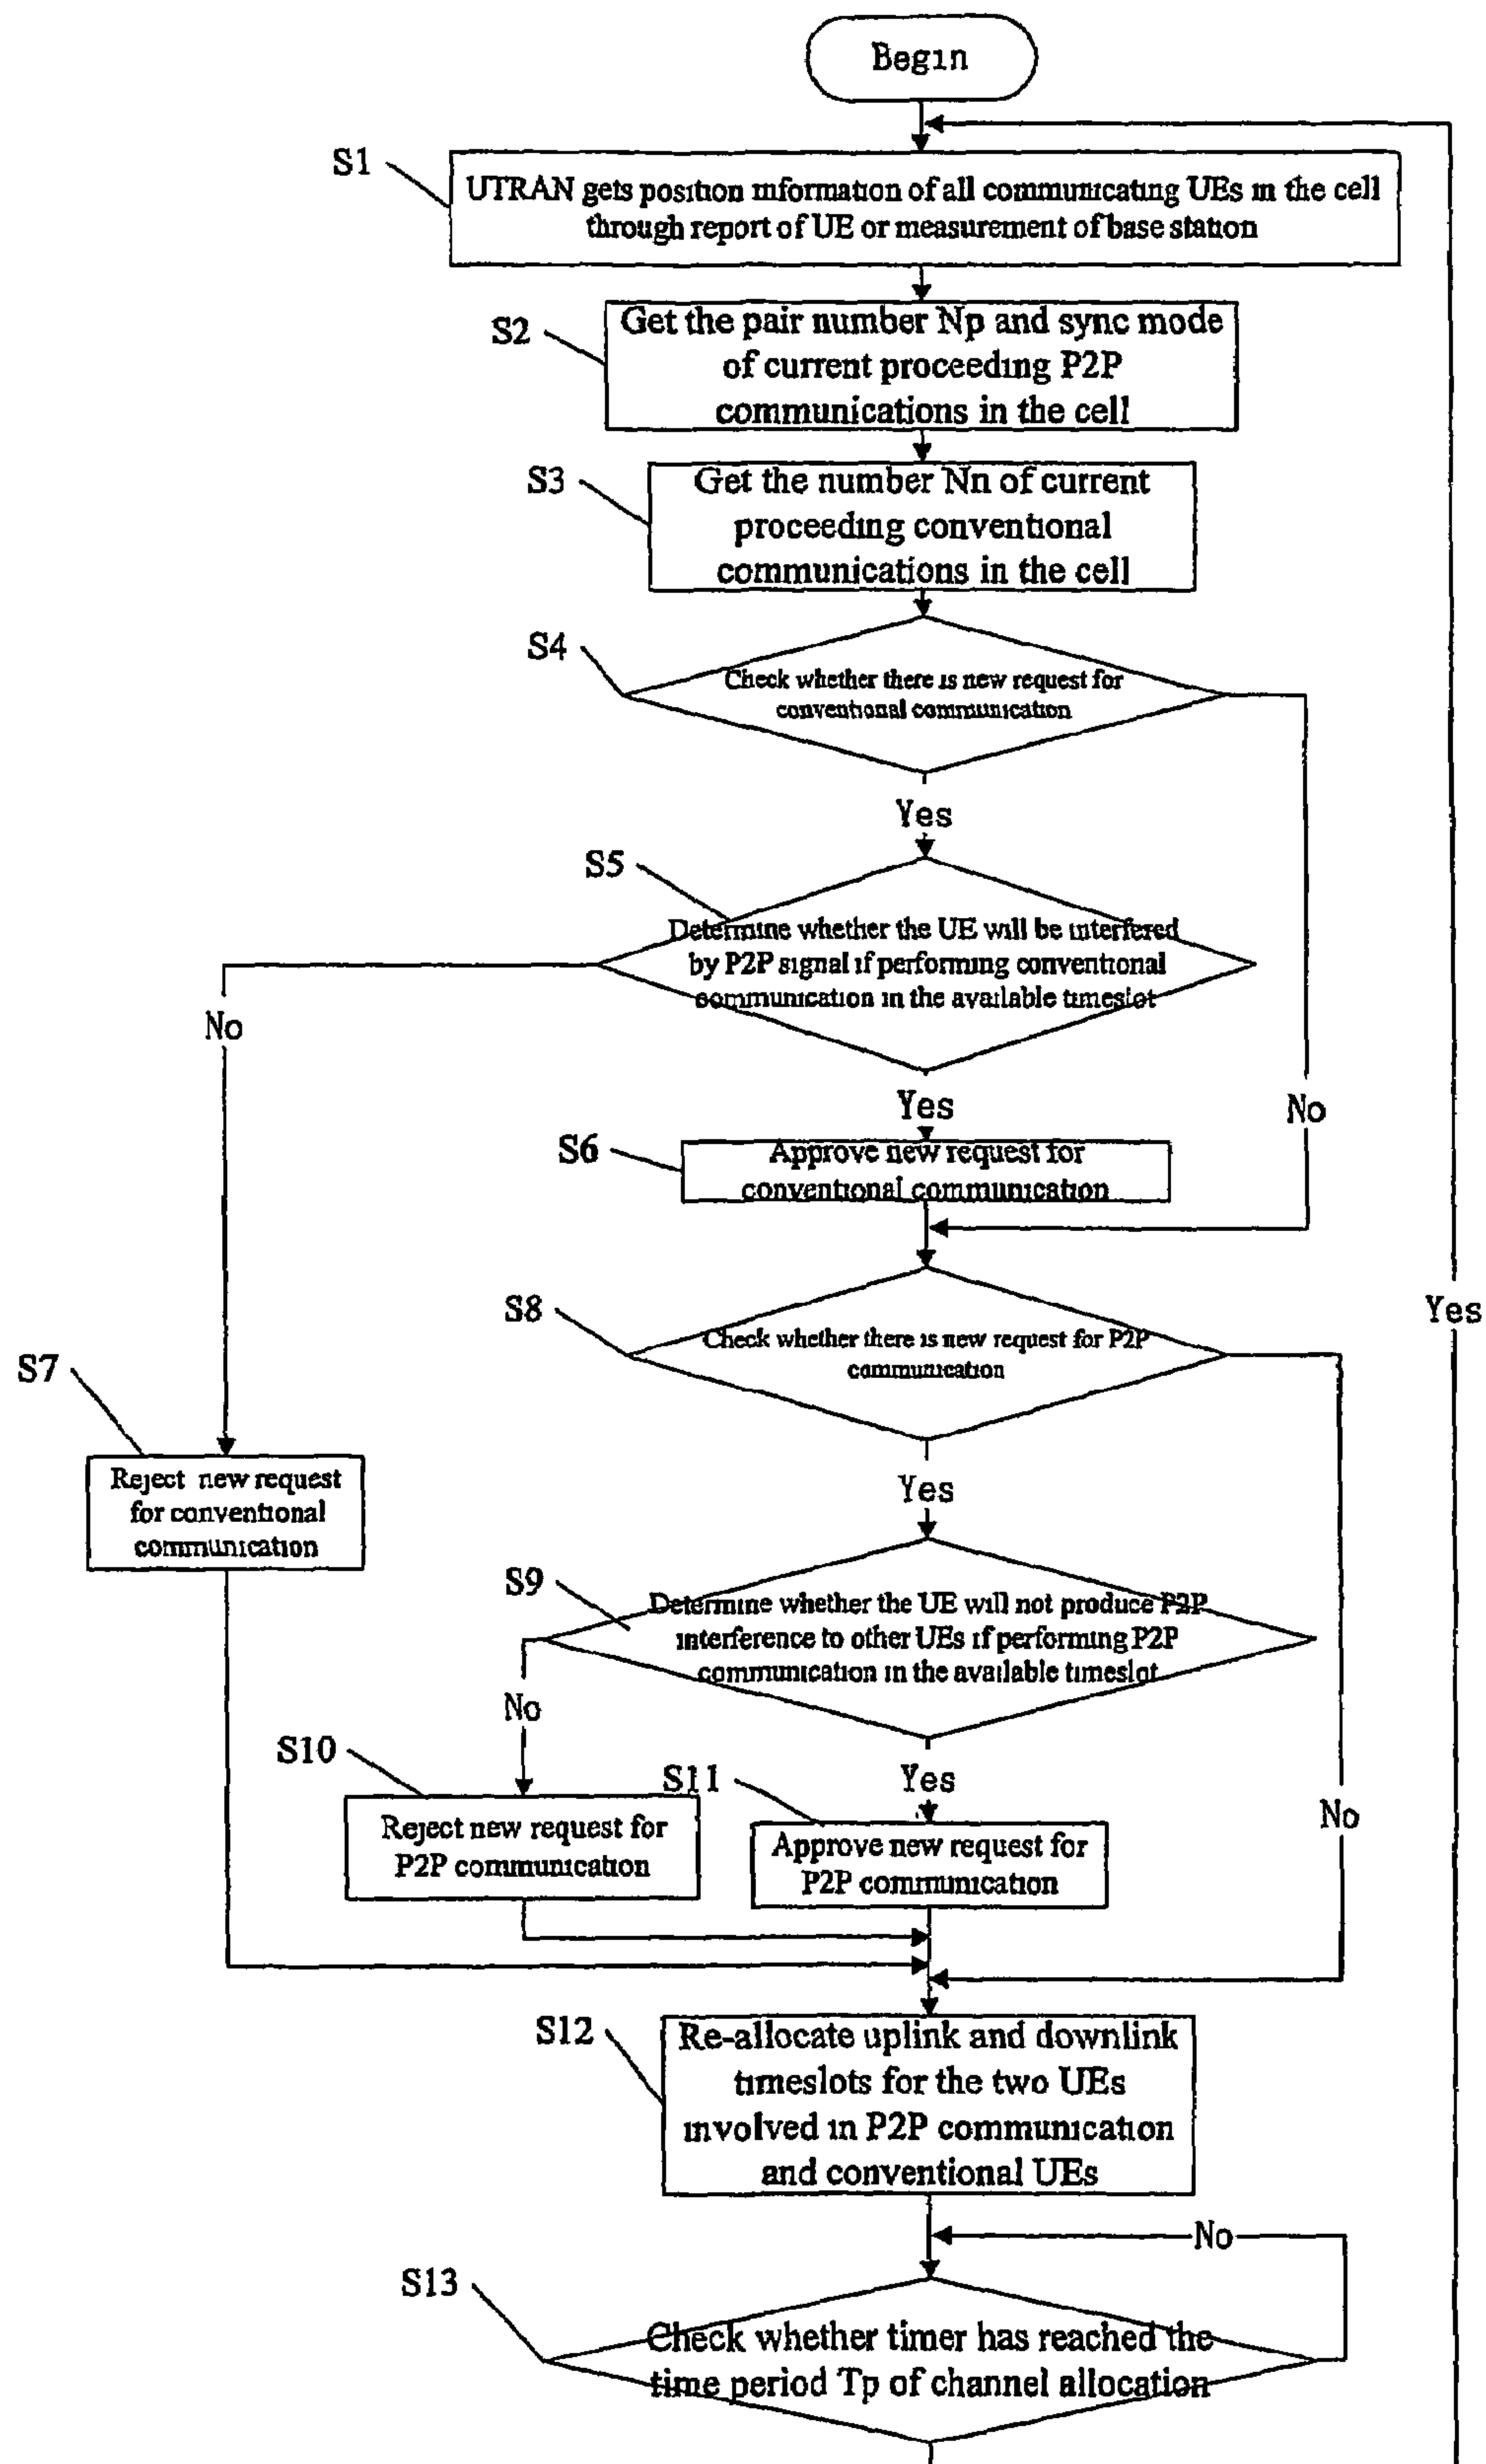 Begin
S1
UTRAN gets position information of all communicating UEs in the cell
through report of UE or measurement of base station
S2
Get the pair number Np and sync mode
of current proceeding P2P
communications in the cell
S3
Get the number Nn of current
proceeding conventional
communications in the cell
S4
Check whether there is new request for
conventional communication
Yes
S5
Determine whether the UE will be interfered
by P2P signal if performing conventional
communication in the available timeslot
No
Yes
No
S6
Approve new request for
conventional communication
S8
Check whether there is new request for P2P
communication
Yes
S7
Reject new request
for conventional
communication
Yes
S9
Determine whether the UE will not produce P2P
interference to other UEs if performing P2P
communication in the available timeslot
No
S10
Reject new request for
P2P communication
S11
Yes
Approve new request for
P2P communication
No
S12
Re-allocate uplink and downlink
timeslots for the two UEs
involved in P2P communication
and conventional UEs
No
S13
Check whether timer has reached the
time period Tp of channel allocation